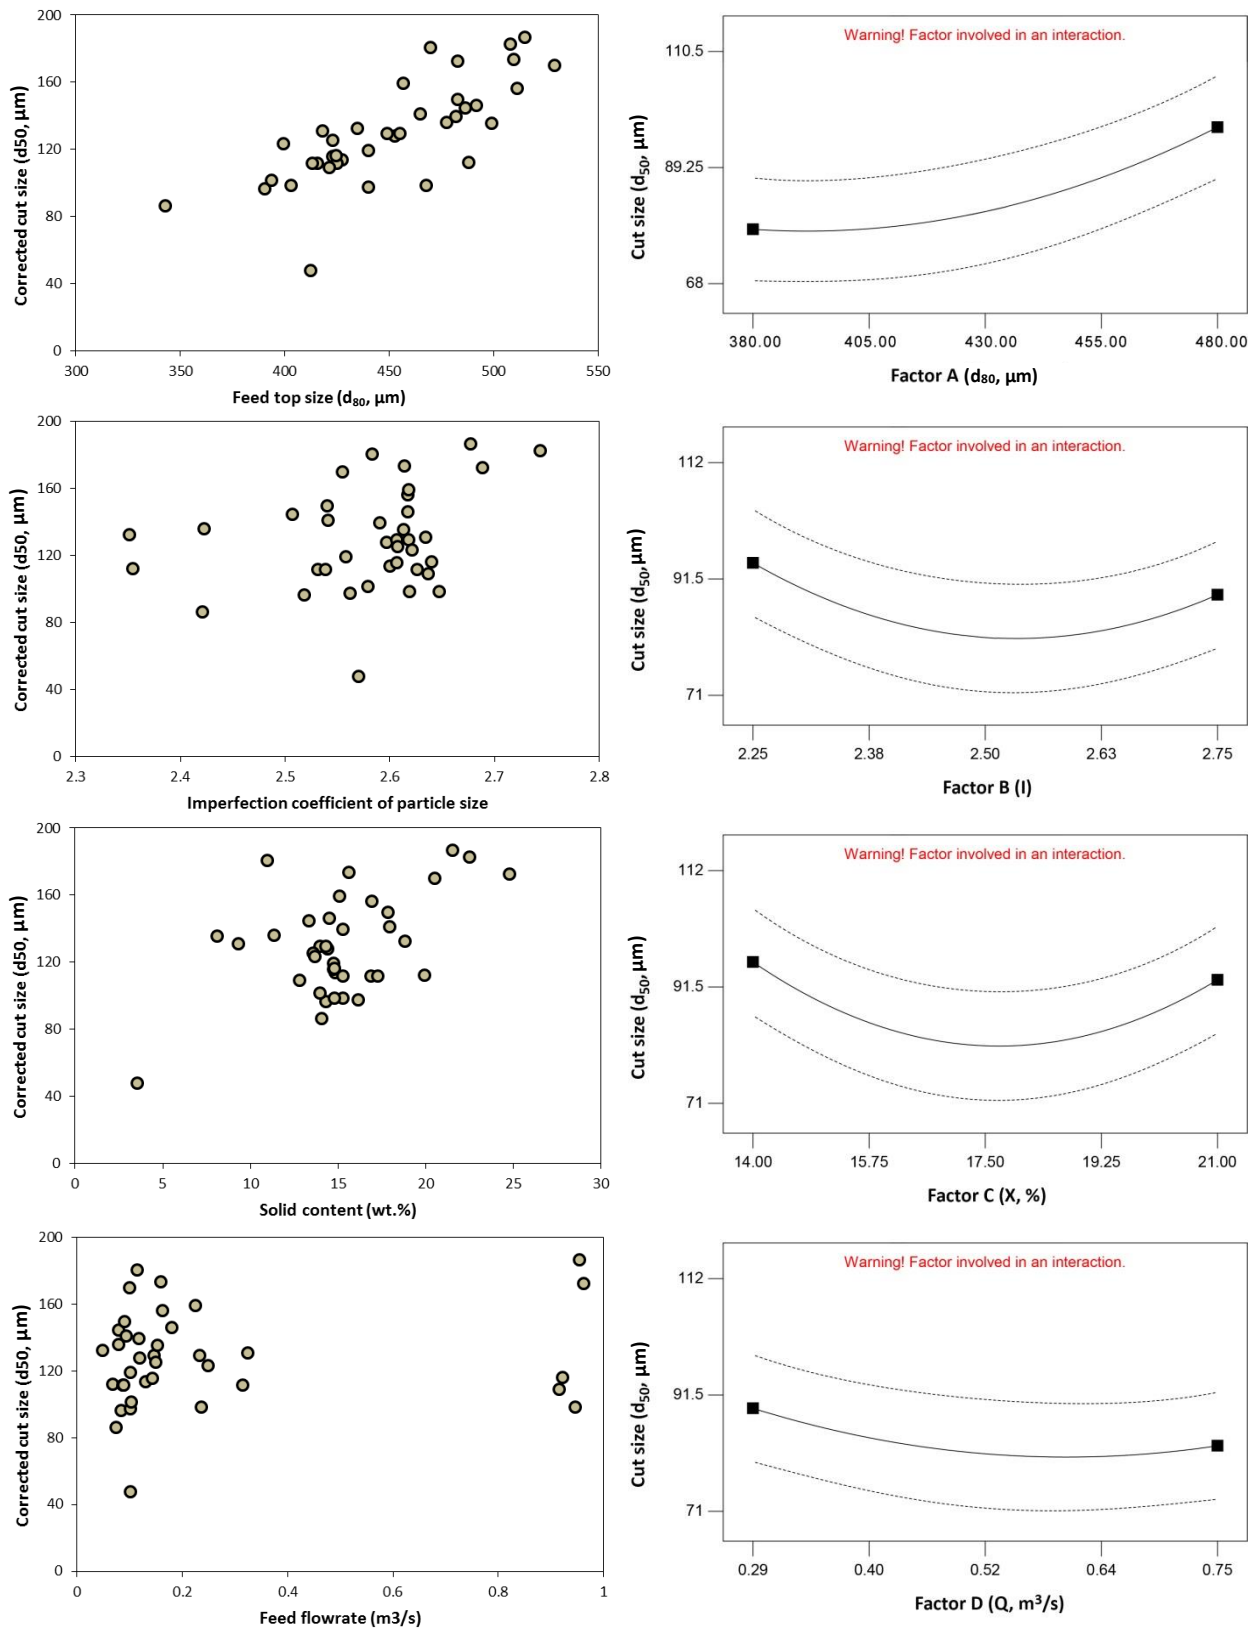 200
160
120
80
40
0
Corrected cut size (d50, μm)
300 350 400 450 500 550
Feed top size (d₈₀, μm)
Warning! Factor involved in an interaction.
110.5
89.25
68
Cut size (d₅₀, μm)
380.00 405.00 430.00 455.00 480.00
Factor A (d₈₀, μm)
200
160
120
80
40
0
Corrected cut size (d50, μm)
2.3 2.4 2.5 2.6 2.7 2.8
Imperfection coefficient of particle size
Warning! Factor involved in an interaction.
112
91.5
71
Cut size (d₅₀, μm)
2.25 2.38 2.50 2.63 2.75
Factor B (I)
200
160
120
80
40
0
Corrected cut size (d50, μm)
0 5 10 15 20 25 30
Solid content (wt.%)
Warning! Factor involved in an interaction.
112
91.5
71
Cut size (d₅₀, μm)
14.00 15.75 17.50 19.25 21.00
Factor C (X, %)
200
160
120
80
40
0
Corrected cut size (d50, μm)
0 0.2 0.4 0.6 0.8 1
Feed flowrate (m3/s)
Warning! Factor involved in an interaction.
112
91.5
71
Cut size (d₅₀, μm)
0.29 0.40 0.52 0.64 0.75
Factor D (Q, m³/s)